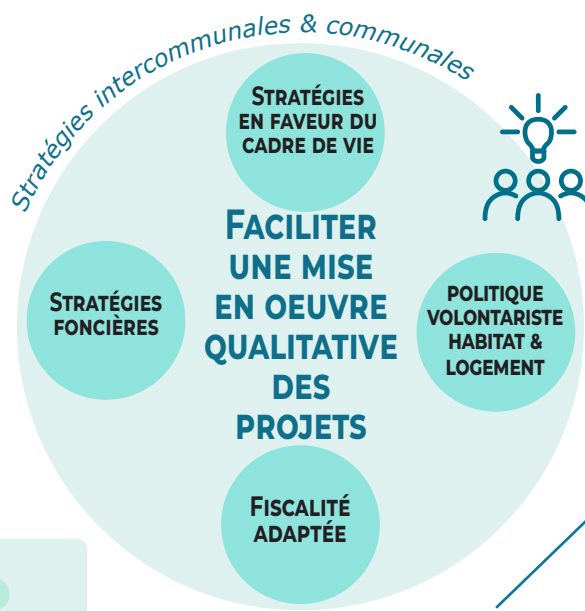 Stratégies intercommunales & communales
STRATÉGIES
EN FAVEUR DU
CADRE DE VIE
FACILITER
UNE MISE
EN OEUVRE
QUALITATIVE
DES
PROJETS
STRATÉGIES
FONCIÈRES
POLITIQUE
VOLONTARISTE
HABITAT &
LOGEMENT
FISCALITÉ
ADAPTÉE